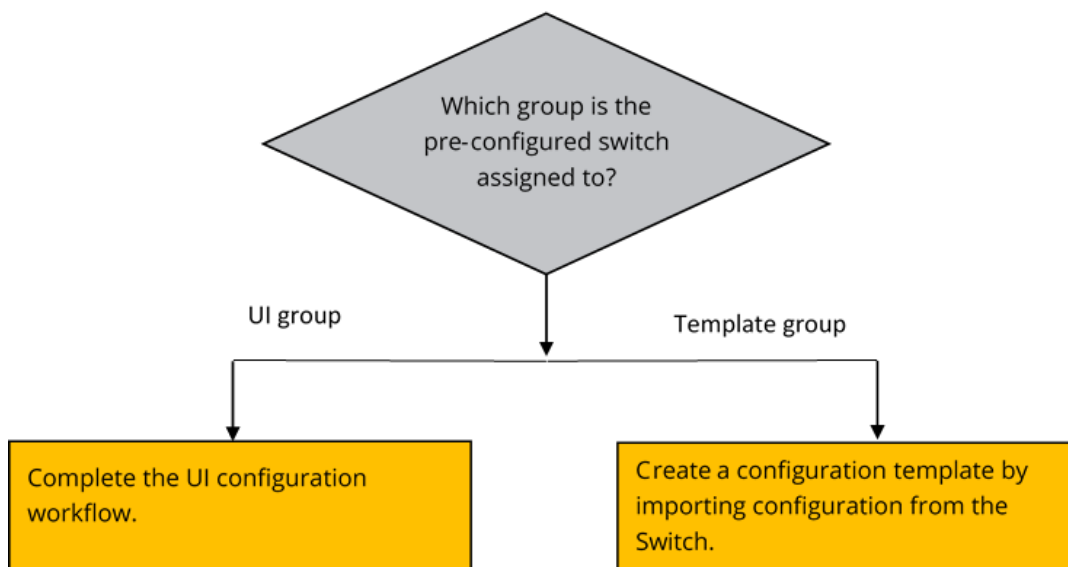 Which group is the
pre-configured switch
assigned to?
UI group
Template group
Complete the UI configuration
workflow.
Create a configuration template by
importing configuration from the
Switch.